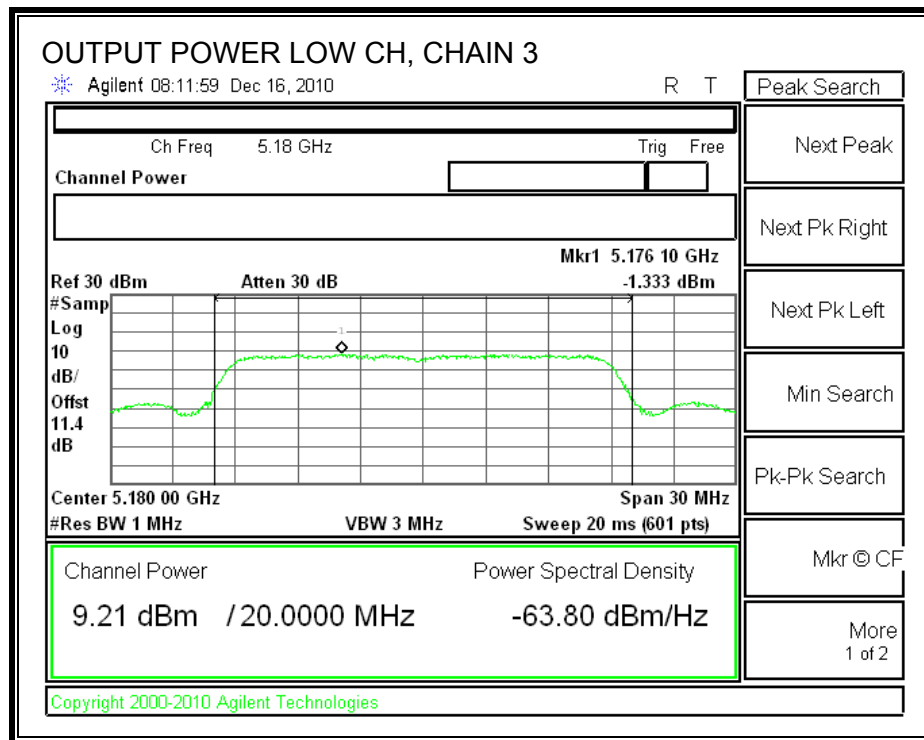 OUTPUT POWER LOW CH, CHAIN 3
Agilent 08:11:59 Dec 16, 2010 R T
Peak Search
Ch Freq 5.18 GHz Trig Free
Channel Power
Mkr1 5.176 10 GHz
Ref 30 dBm Atten 30 dB -1.333 dBm
#Samp
Log
10
dB/
Offst
11.4
dB
1
Center 5.180 00 GHz Span 30 MHz
#Res BW 1 MHz VBW 3 MHz Sweep 20 ms (601 pts)
Channel Power Power Spectral Density
9.21 dBm /20.0000 MHz -63.80 dBm/Hz
Copyright 2000-2010 Agilent Technologies
Next Peak
Next Pk Right
Next Pk Left
Min Search
Pk-Pk Search
Mkr © CF
More
1 of 2